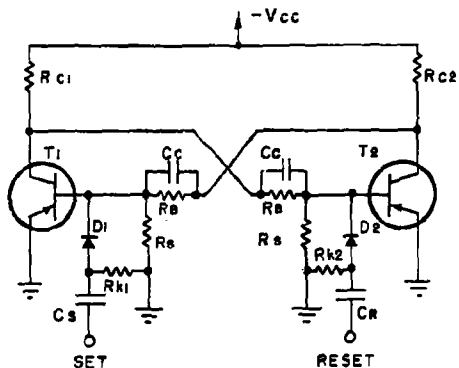 -Vcc
Rc1
Rc2
T1
Cc
Cc
T2
RB
RB
D1
Rs
Rs
D2
Rk1
Rk2
Cs
CR
SET
RESET